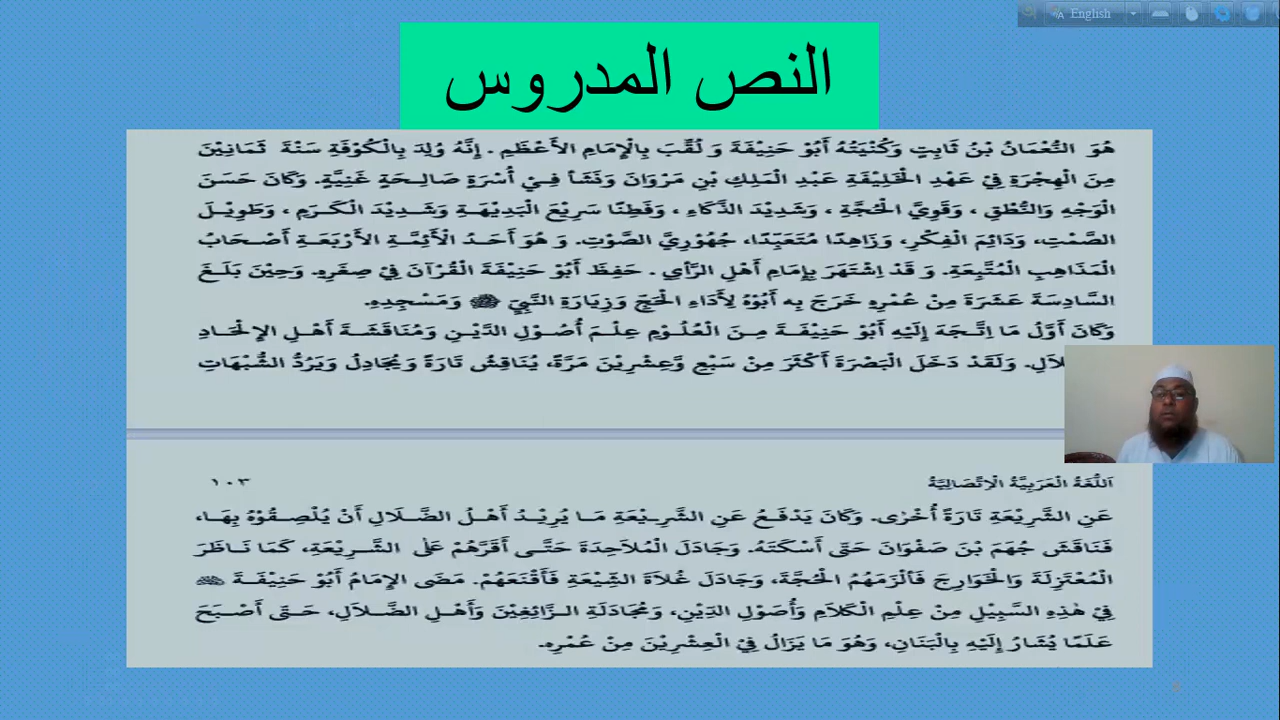 English
النص المدروس
هُوَ النُّعْمَانُ بْنُ ثَابِتٍ وَكُنْيَتُهُ أَبُوْ حَنِيْفَةَ وَ لُقِّبَ بِالْإِمَامِ الأَعْظَمِ . إِنَّهُ وُلِدَ بِالْكُوْفَةِ سَنَةَ ثَمَانِيْنَ
مِنَ الْهِجْرَةِ فِيْ عَهْدِ الْخَلِيْفَةِ عَبْدِ الْمَلِكِ بْنِ مَرْوَانَ وَنَشَأَ فِيْ أُسْرَةٍ صَالِحَةٍ غَنِيَّةٍ. وَكَانَ حَسَنَ
الْوَجْهِ وَالنُّطْقِ ، وَقَوِيَّ الْحُجَّةِ ، وَشَدِيْدَ الذَّكَاءِ ، وَفَطِنًا سَرِيْعَ الْبَدِيْهَةِ وَشَدِيْدَ الْكَرَمِ ، وَطَوِيْلَ
الصَّمْتِ، وَدَائِمَ الْفِكْرِ، وَزَاهِدًا مُتَعَبِّدًا، جُهُوْرِيَّ الصَّوْتِ. وَ هُوَ أَحَدُ الْأَئِمَّةِ الأَرْبَعَةِ أَصْحَابُ
الْمَذَاهِبِ الْمُتَّبِعَةِ. وَ قَدْ اِشْتَهَرَ بِإِمَامِ أَهْلِ الرَّأْيِ . حَفِظَ أَبُوْ حَنِيْفَةَ الْقُرْآنَ فِيْ صِغَرِهِ. وَحِيْنَ بَلَغَ
السَّادِسَةَ عَشَرَةَ مِنْ عُمْرِهِ خَرَجَ بِهِ أَبُوْهُ لِأَدَاءِ الْحَجِّ وَزِيَارَةِ النَّبِيِّ ﷺ وَمَسْجِدِهِ.
وَكَانَ أَوَّلُ مَا اِتَّجَهَ إِلَيْهِ أَبُوْ حَنِيْفَةَ مِنَ الْعُلُوْمِ عِلْمَ أُصُوْلِ الدِّيْنِ وَمُنَاقَشَةَ أَهْلِ الإِلْحَادِ
وَلَقَدْ دَخَلَ الْبَصْرَةَ أَكْثَرَ مِنْ سَبْعٍ وَّعِشْرِيْنَ مَرَّةً، يُنَاقِشُ تَارَةً وَيُجَادِلُ وَيَرُدُّ الشُّبْهَاتِ
اَللُّغَةُ الْعَرَبِيَّةُ الْاِتِّصَالِيَّةُ ١٠٣
عَنِ الشَّرِيْعَةِ تَارَةً أُخْرٰى. وَكَانَ يَدْفَعُ عَنِ الشَّرِيْعَةِ مَا يُرِيْدُ أَهْلُ الضَّلَالِ أَنْ يُلْصِقُوْهُ بِهَا،
فَنَاقَشَ جُهَمَ بْنَ صَفْوَانَ حَتّٰى أَسْكَتَهُ. وَجَادَلَ الْمُلَاحِدَةَ حَتَّى أَقَرَّهُمْ عَلٰى الشَّرِيْعَةِ، كَمَا نَاظَرَ
الْمُعْتَزِلَةَ وَالْخَوَارِجَ فَأَلْزَمَهُمُ الْحُجَّةَ، وَجَادَلَ غُلَاةَ الشِّيْعَةِ فَأَقْنَعَهُمْ. مَضَى الإِمَامُ أَبُوْ حَنِيْفَةَ
فِيْ هٰذِهِ السَّبِيْلِ مِنْ عِلْمِ الْكَلَامِ وَأُصُوْلِ الدِّيْنِ، وَمُجَادَلَةِ الزَّائِغِيْنَ وَأَهْلِ الضَّلَالِ، حَتَّى أَصْبَحَ
عَلَمًا يُشَارُ إِلَيْهِ بِالْبَنَانِ، وَهُوَ مَا يَزَالُ فِيْ الْعِشْرِيْنَ مِنْ عُمْرِهِ.